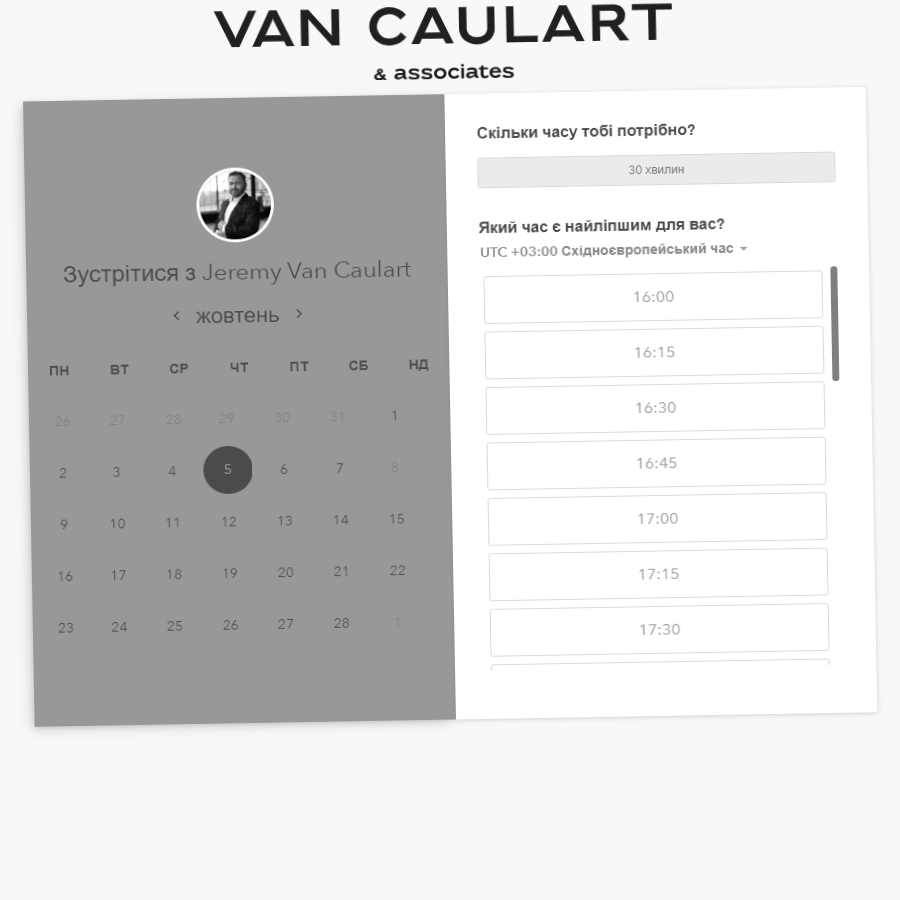 VAN CAULART
& associates
Зустрітися з Jeremy Van Caulart
‹ жовтень ›
ПН ВТ СР ЧТ ПТ СБ НД
26 27 28 29 30 31 1
2 3 4 5 6 7 8
9 10 11 12 13 14 15
16 17 18 19 20 21 22
23 24 25 26 27 28 1
Скільки часу тобі потрібно?
30 хвилин
Який час є найліпшим для вас?
UTC +03:00 Східноєвропейський час
16:00
16:15
16:30
16:45
17:00
17:15
17:30